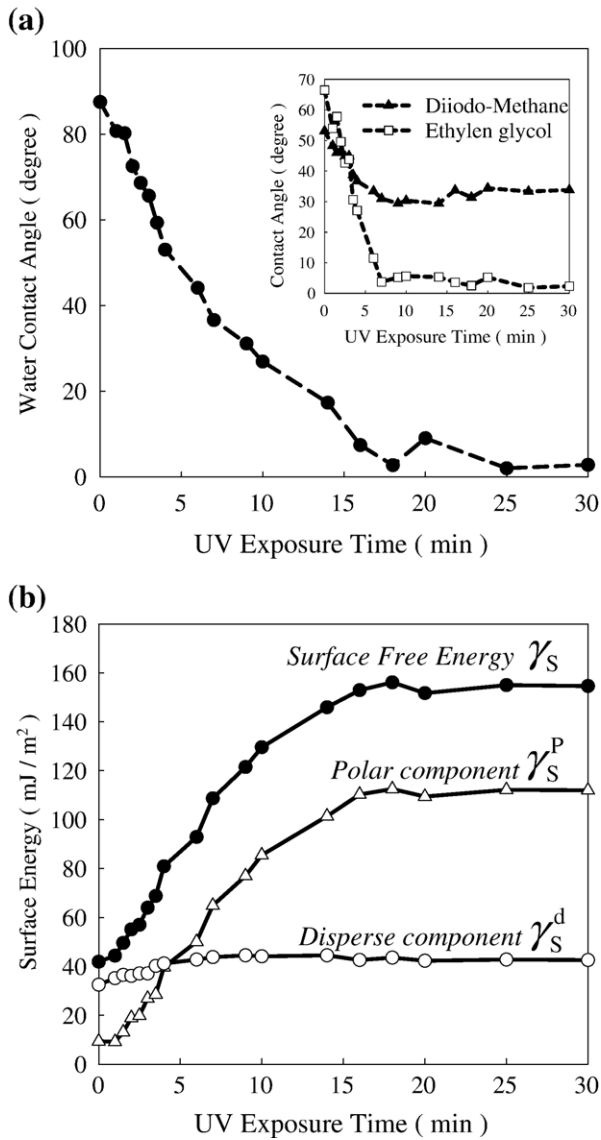 (a)
100
80
60
40
20
0
Water Contact Angle ( degree )
0 5 10 15 20 25 30
UV Exposure Time ( min )
70
60
50
40
30
20
10
0
Contact Angle ( degree )
Diiodo-Methane
Ethylen glycol
0 5 10 15 20 25 30
UV Exposure Time ( min )
(b)
180
160
140
120
100
80
60
40
20
0
Surface Energy ( mJ / m²)
Surface Free Energy γS
Polar component γS^P
Disperse component γS^d
0 5 10 15 20 25 30
UV Exposure Time ( min )